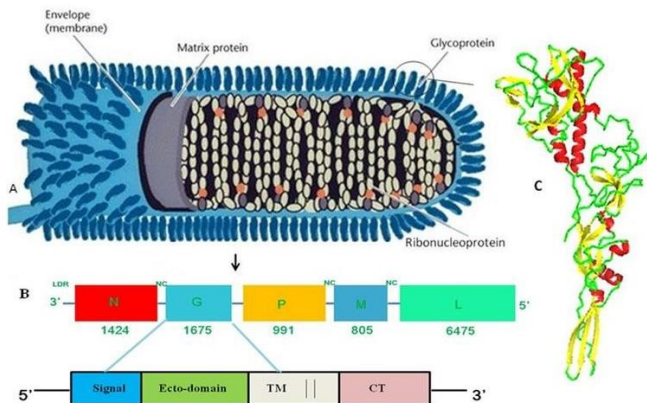 Envelope
(membrane)
Matrix protein
Glycoprotein
A
Ribonucleoprotein
C
B
LDR
3'
N
NC
G
P
NC
M
NC
L
5'
1424
1675
991
805
6475
5'
Signal
Ecto-domain
TM
CT
3'